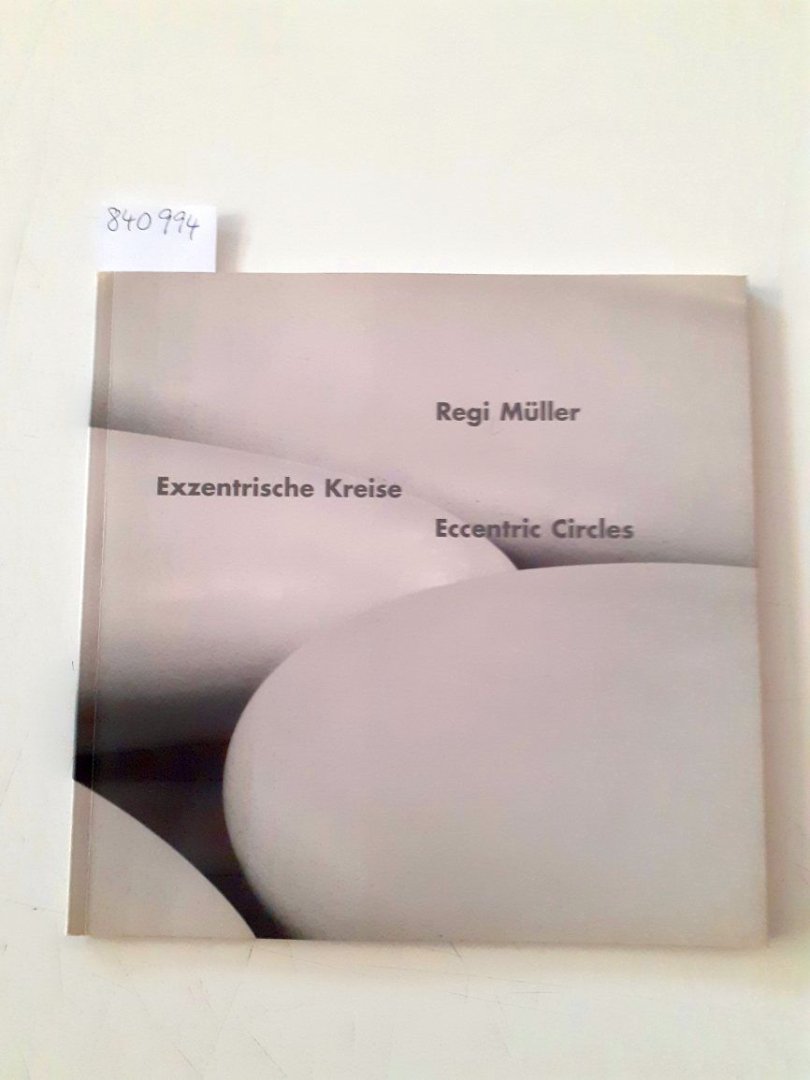 840994
Regi Müller
Exzentrische Kreise
Eccentric Circles